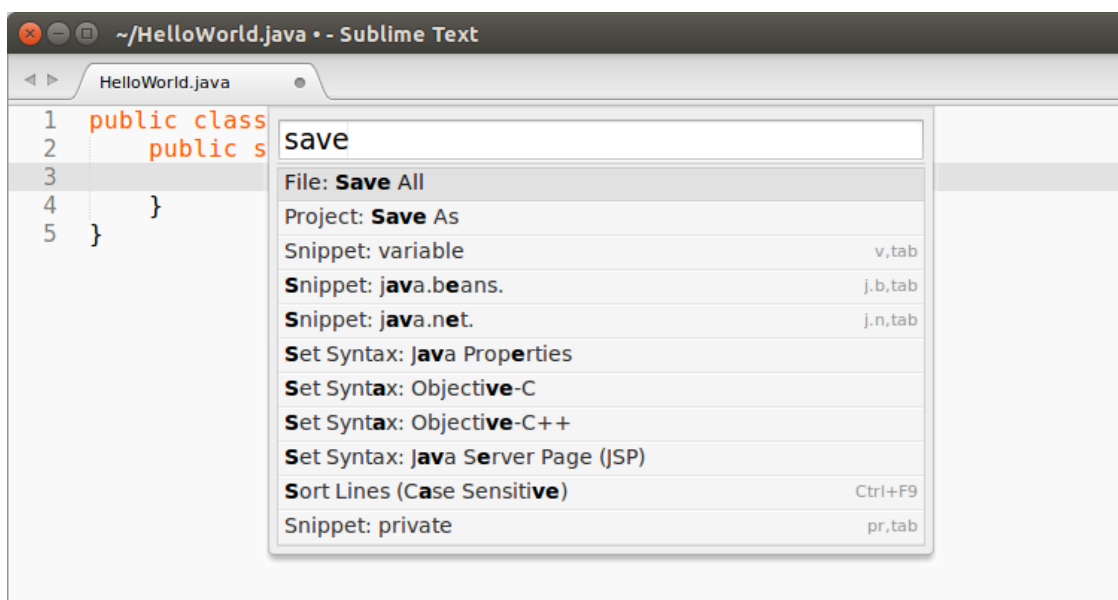 ~/HelloWorld.java • - Sublime Text
HelloWorld.java
1 public class
2 public s
3
4 }
5 }
save
File: Save All
Project: Save As
Snippet: variable v,tab
Snippet: java.beans. j.b,tab
Snippet: java.net. j.n,tab
Set Syntax: Java Properties
Set Syntax: Objective-C
Set Syntax: Objective-C++
Set Syntax: Java Server Page (JSP)
Sort Lines (Case Sensitive) Ctrl+F9
Snippet: private pr,tab